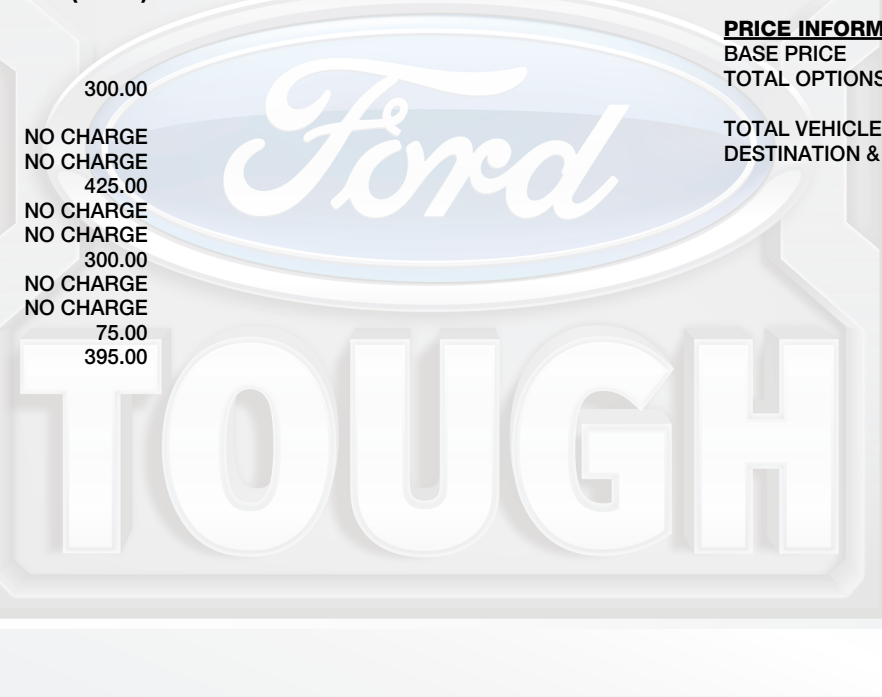 300.00
NO CHARGE
NO CHARGE
425.00
NO CHARGE
NO CHARGE
300.00
NO CHARGE
NO CHARGE
75.00
395.00
PRICE INFORM
BASE PRICE
TOTAL OPTIONS
TOTAL VEHICLE
DESTINATION &
Ford
TOUGH